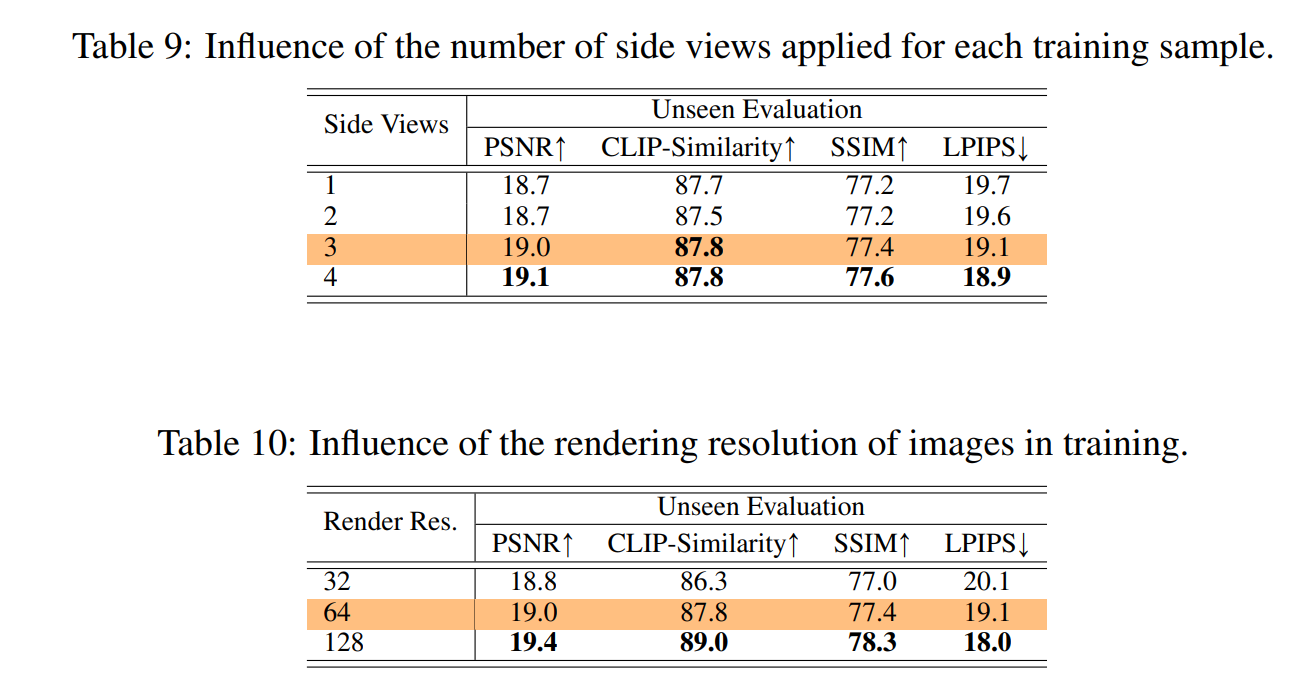 Table 9: Influence of the number of side views applied for each training sample.
Side Views
Unseen Evaluation
PSNR↑ CLIP-Similarity↑ SSIM↑ LPIPS↓
1 18.7 87.7 77.2 19.7
2 18.7 87.5 77.2 19.6
3 19.0 87.8 77.4 19.1
4 19.1 87.8 77.6 18.9
Table 10: Influence of the rendering resolution of images in training.
Render Res.
Unseen Evaluation
PSNR↑ CLIP-Similarity↑ SSIM↑ LPIPS↓
32 18.8 86.3 77.0 20.1
64 19.0 87.8 77.4 19.1
128 19.4 89.0 78.3 18.0